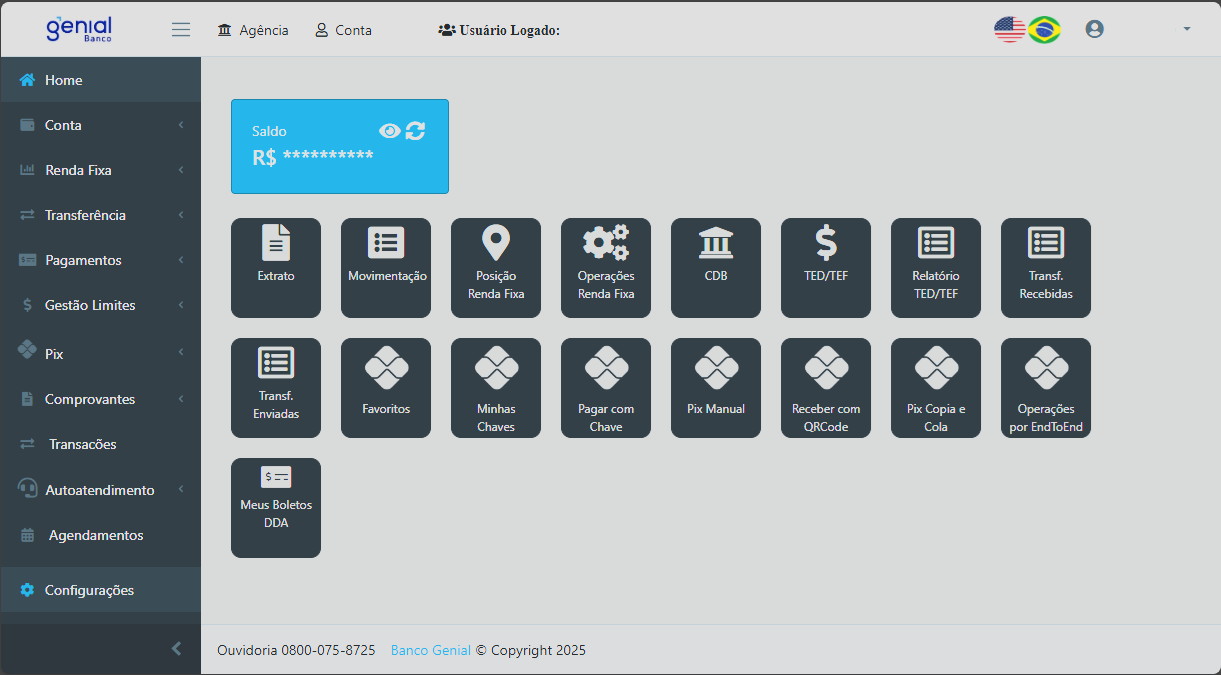 genial
Banco
Agência
Conta
Usuário Logado:
Home
Conta
Renda Fixa
Transferência
Pagamentos
Gestão Limites
Pix
Comprovantes
Transacões
Autoatendimento
Agendamentos
Configurações
Saldo
R$ **********
Extrato
Movimentação
Posição
Renda Fixa
Operações
Renda Fixa
CDB
TED/TEF
Relatório
TED/TEF
Transf.
Recebidas
Transf.
Enviadas
Favoritos
Minhas
Chaves
Pagar com
Chave
Pix Manual
Receber com
QRCode
Pix Copia e
Cola
Operações
por EndToEnd
Meus Boletos
DDA
Ouvidoria 0800-075-8725 Banco Genial © Copyright 2025